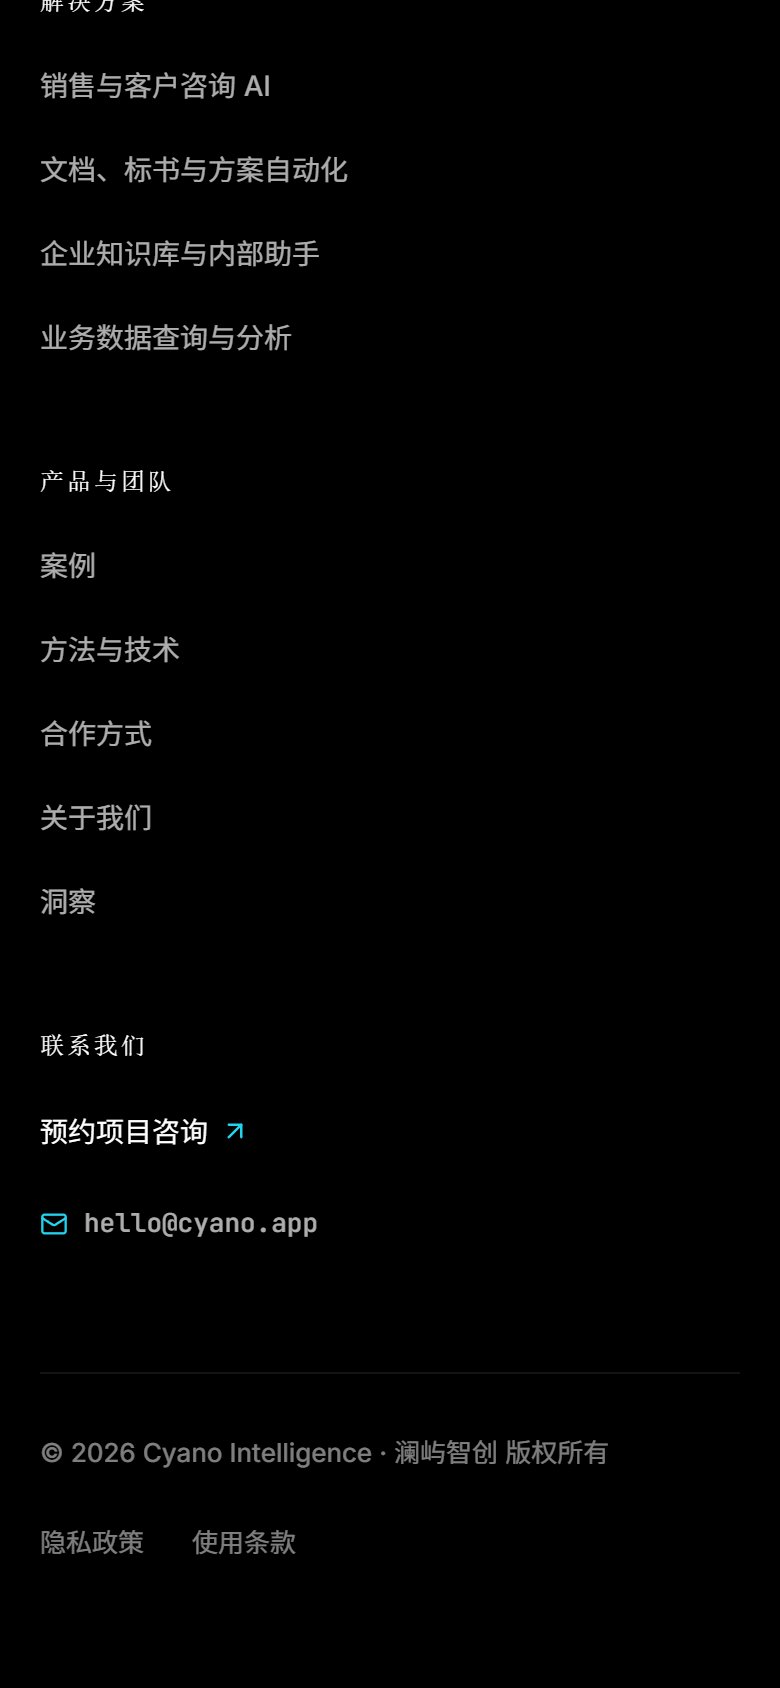 解决方案
销售与客户咨询 AI
文档、标书与方案自动化
企业知识库与内部助手
业务数据查询与分析
产品与团队
案例
方法与技术
合作方式
关于我们
洞察
联系我们
预约项目咨询
hello@cyano.app
© 2026 Cyano Intelligence · 澜屿智创 版权所有
隐私政策 使用条款